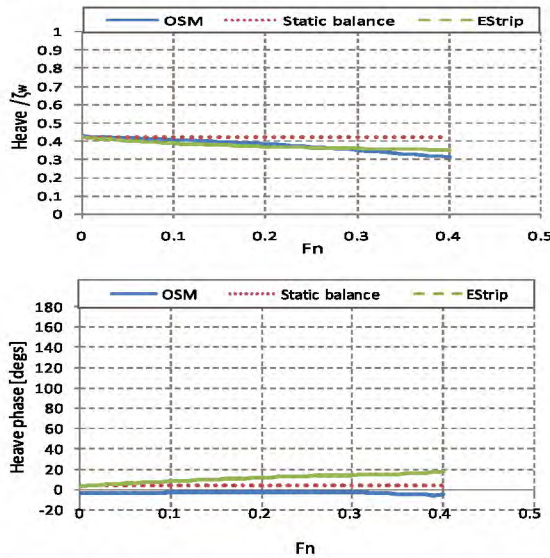 OSM Static balance EStrip
Heave /ζw
1
0.9
0.8
0.7
0.6
0.5
0.4
0.3
0.2
0.1
0
0 0.1 0.2 0.3 0.4 0.5
Fn
OSM Static balance EStrip
Heave phase [degs]
180
160
140
120
100
80
60
40
20
0
-20
0 0.1 0.2 0.3 0.4 0.5
Fn